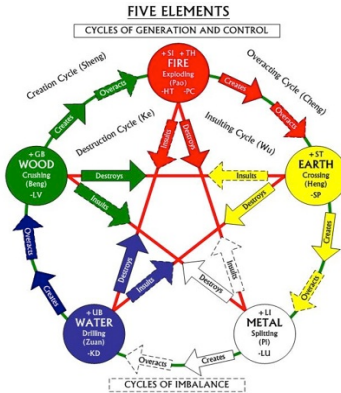 FIVE ELEMENTS
CYCLES OF GENERATION AND CONTROL
Creation Cycle (Sheng)
Overacting Cycle (Cheng)
Destruction Cycle (Ke)
Insulting Cycle (Wu)
+SI +TH
FIRE
Exploding
(Pao)
-HT -PC
Creates
Overacts
Insults
Destroys
Creates
Overacts
+GB
WOOD
Crushing
(Beng)
-LV
Destroys
Insults
+ST
EARTH
Crossing
(Heng)
-SP
Insults
Destroys
Creates
Overacts
Overacts
Creates
Destroys
Insults
Insults
Destroys
+UB
WATER
Drilling
(Zuan)
-KD
+LI
METAL
Splitting
(Pi)
-LU
Overacts
Creates
CYCLES OF IMBALANCE